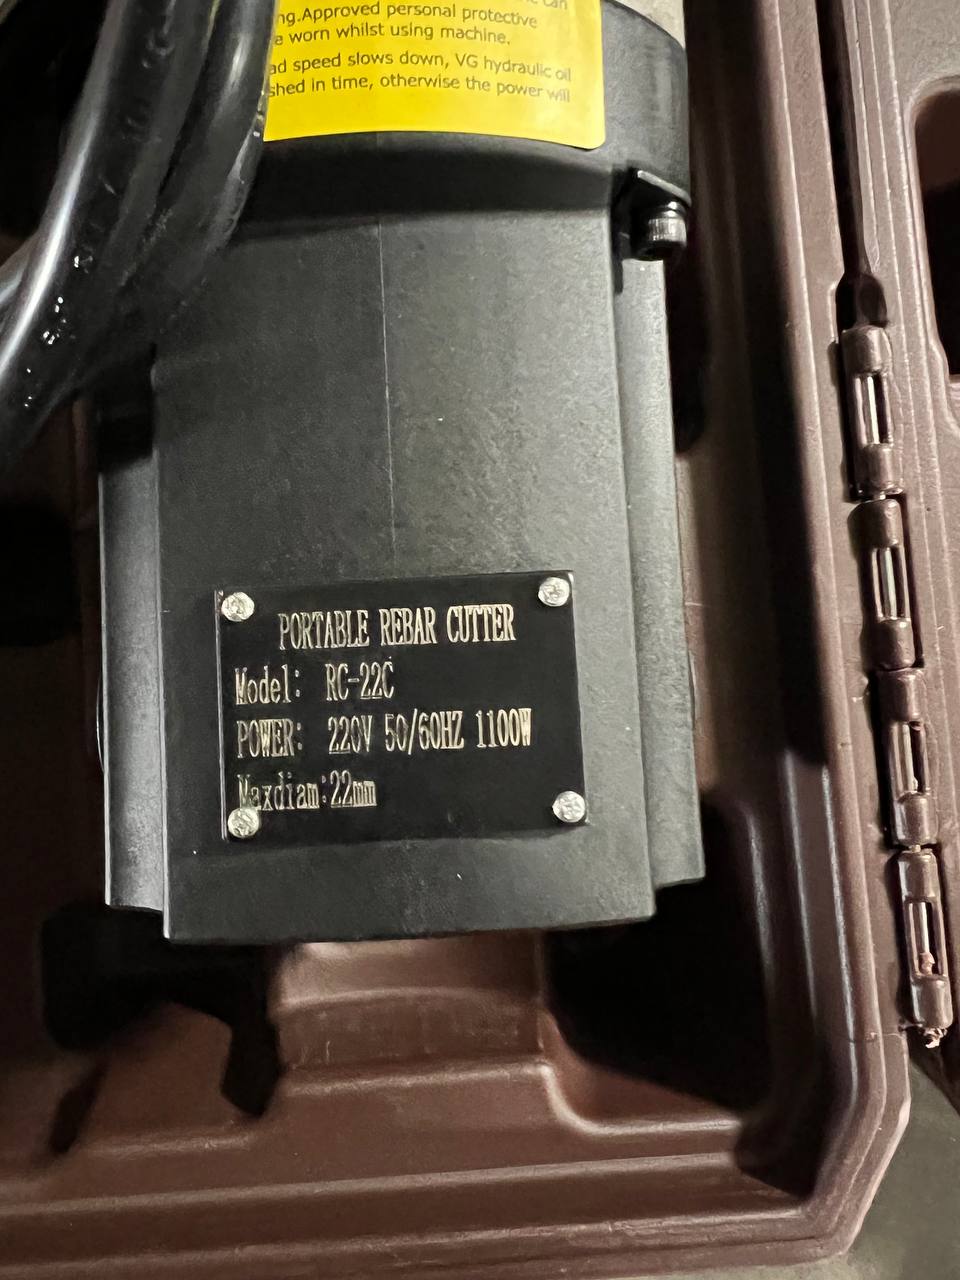 can
ng.Approved personal protective
e worn whilst using machine.
ad speed slows down, VG hydraulic oil
shed in time, otherwise the power will
PORTABLE REBAR CUTTER
Model: RC-22C
POWER: 220V 50/60HZ 1100W
Maxdiam:22mm